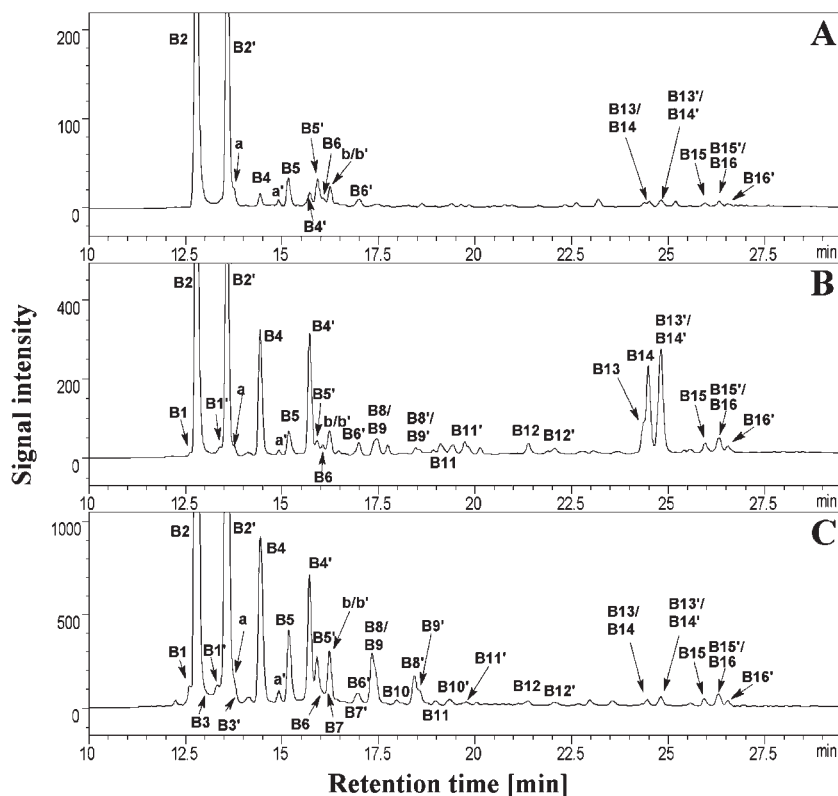 A
200
100
0
B2
B2'
a
B4
a'
B5
B5'
B4'
B6
b/b'
B6'
B13/
B14
B13'/
B14'
B15
B15'/
B16
B16'
10 12.5 15 17.5 20 22.5 25 27.5 min
B
400
200
0
B1
B2
B1'
B2'
a
B4
a'
B5
B4'
B5'
B6
b/b'
B6'
B8/
B9
B8'/
B9'
B11
B11'
B12
B12'
B13
B14
B13'/
B14'
B15
B15'/
B16
B16'
10 12.5 15 17.5 20 22.5 25 27.5 min
C
1000
500
0
B1
B2
B3
B1'
B2'
B3'
a
B4
a'
B5
B4'
B5'
B6
b/b'
B7
B6'
B7'
B8/
B9
B10
B8'
B9'
B11
B10'
B11'
B12
B12'
B13/
B14
B13'/
B14'
B15
B15'/
B16
B16'
10 12.5 15 17.5 20 22.5 25 27.5 min
Signal intensity
Retention time [min]